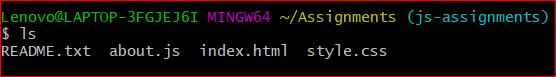 Lenovo@LAPTOP-3FGJEJ6I MINGW64 ~/Assignments (js-assignments)
$ ls
README.txt  about.js  index.html  style.css